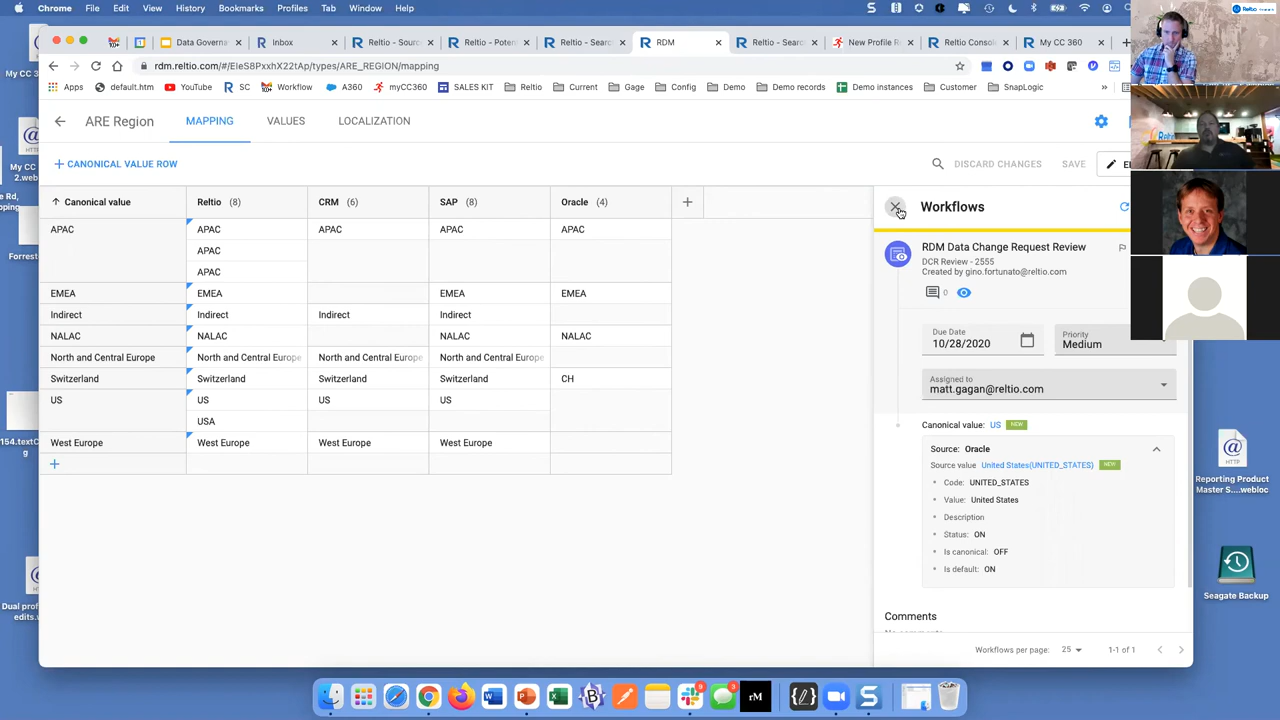 ARE Region
Tab
Window
Help
Data Governa
Inbox
Reltio - Sourc
Reltio - Poten
Reltio - Searc
RDM
Reltio - Searc
New Profile R
Reltio Consol
My CC 360
rdm.reltio.com/#/EIeS8PxxhX22tAp/types/ARE_REGION/mapping
Apps
default.htm
YouTube
SC
Workflow
A360
myCC360
SALES KIT
Reltio
Current
Gage
Config
Demo
Demo records
Demo instances
Customer
SnapLogic
Chrome
File
Edit
View
History
Bookmarks
Profiles
MAPPING
VALUES
LOCALIZATION
CANONICAL VALUE ROW
DISCARD CHANGES
SAVE
Canonical value
Reltio (8)
CRM (6)
SAP (8)
Oracle (4)
APAC APAC APAC APAC APAC
APAC
APAC
EMEA EMEA EMEA EMEA
Indirect Indirect Indirect Indirect
NALAC NALAC NALAC NALAC
North and Central Europe North and Central Europe North and Central Europe North and Central Europe
Switzerland Switzerland Switzerland Switzerland CH
US US US US
USA
West Europe West Europe West Europe West Europe
Workflows
RDM Data Change Request Review
DCR Review - 2555
Created by gino.fortunato@reltio.com
0
Due Date
10/28/2020
Priority
Medium
Assigned to
matt.gagan@reltio.com
Canonical value: US NEW
Source: Oracle
Source value United States(UNITED_STATES) NEW
Code: UNITED_STATES
Value: United States
Description
Status: ON
Is canonical: OFF
Is default: ON
Comments
Workflows per page: 25
1-1 of 1
Reporting Product
Master S....webloc
Seagate Backup
HTTP
Reltio